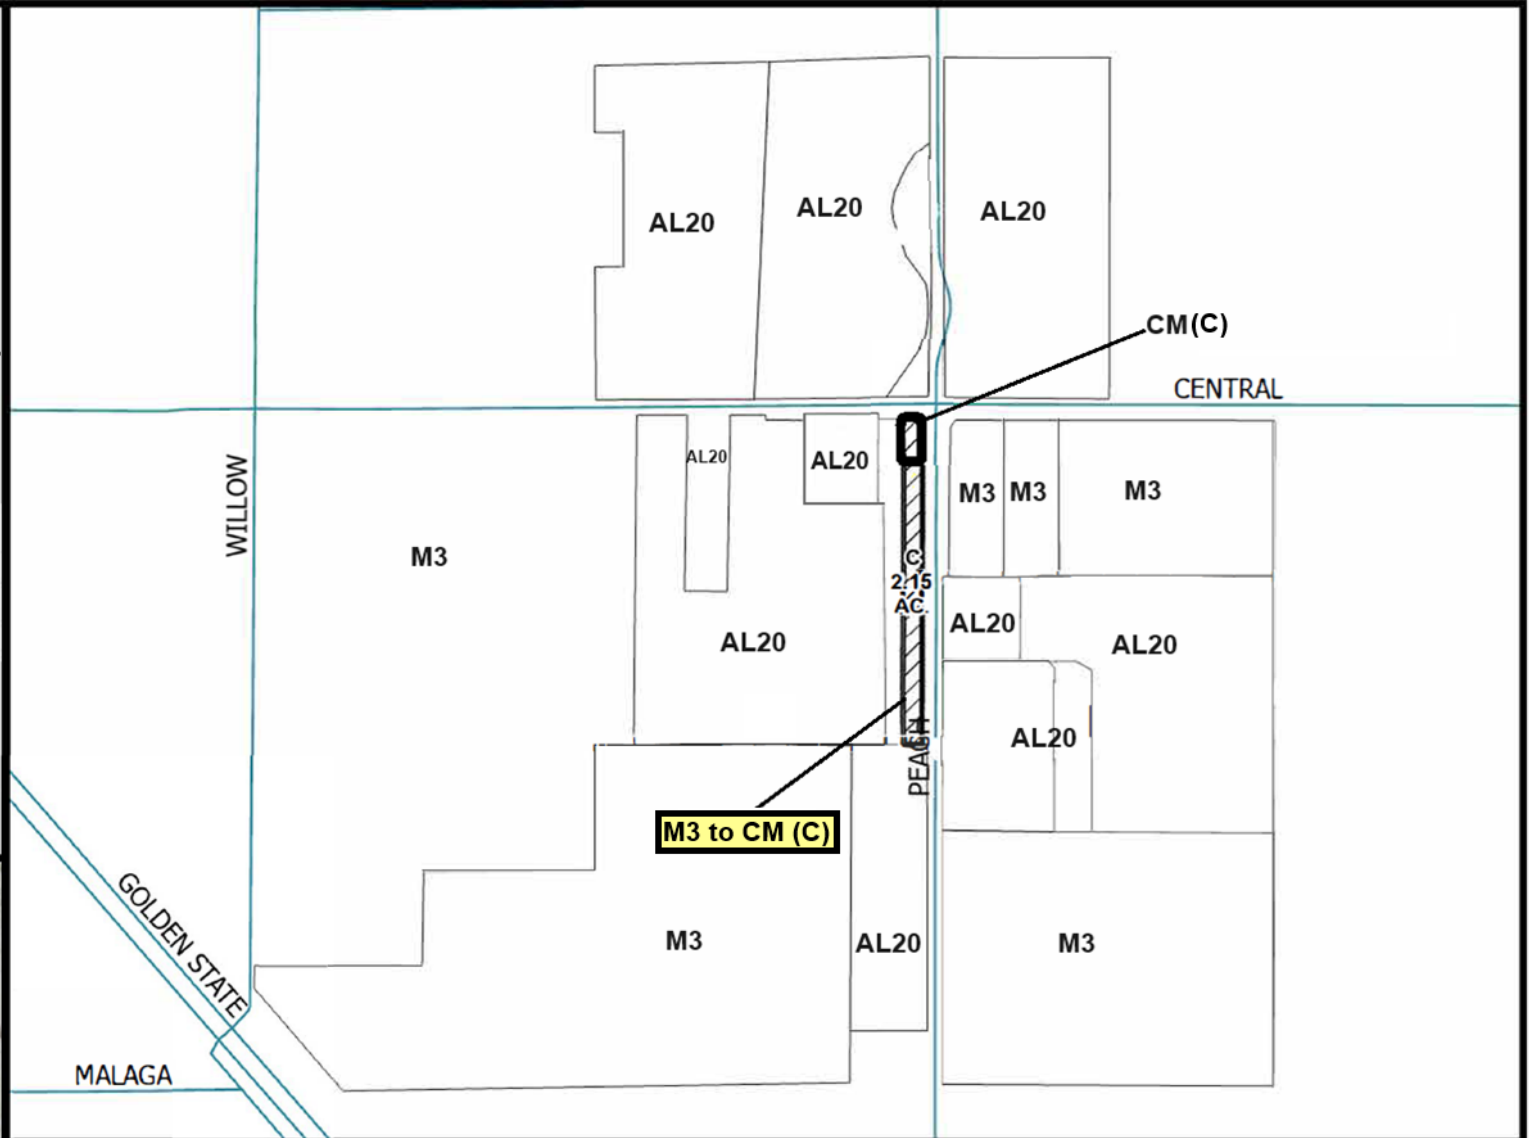 AL20
AL20
AL20
CM (C)
CENTRAL
WILLOW
AL20
AL20
M3
M3
M3
M3
C
2.15
AC.
AL20
AL20
AL20
AL20
PEACH
M3 to CM (C)
GOLDEN STATE
M3
AL20
M3
MALAGA